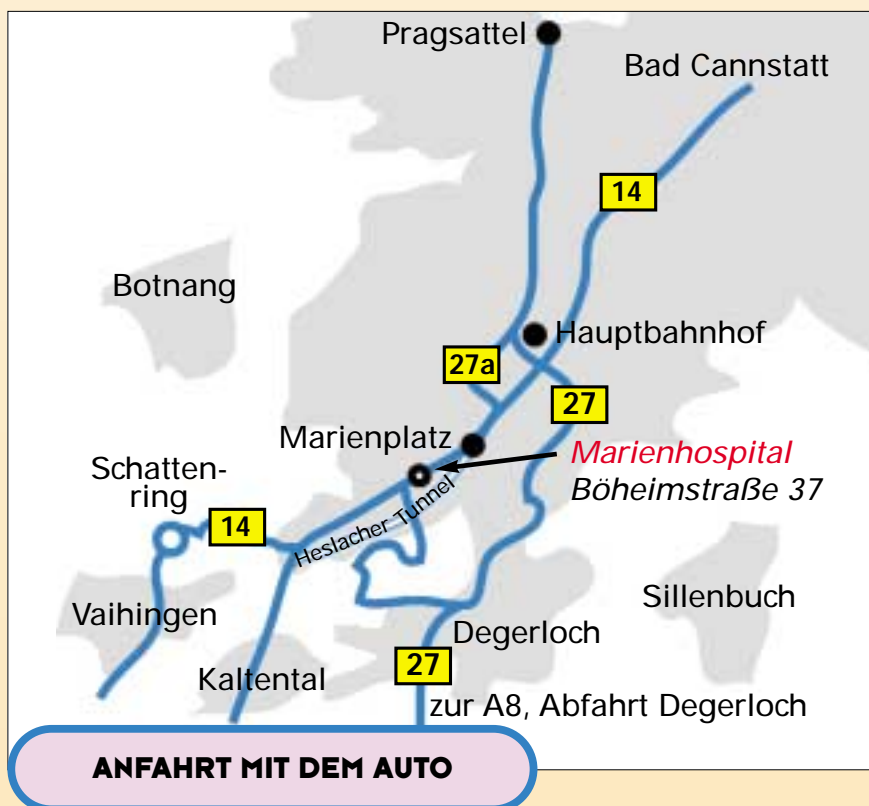 Pragsattel
Bad Cannstatt
14
Botnang
Hauptbahnhof
27a
27
Marienplatz
Marienhospital
Böheimstraße 37
Schatten-
ring
14
Heslacher Tunnel
Sillenbuch
Vaihingen
Degerloch
27
Kaltental
zur A8, Abfahrt Degerloch
ANFAHRT MIT DEM AUTO